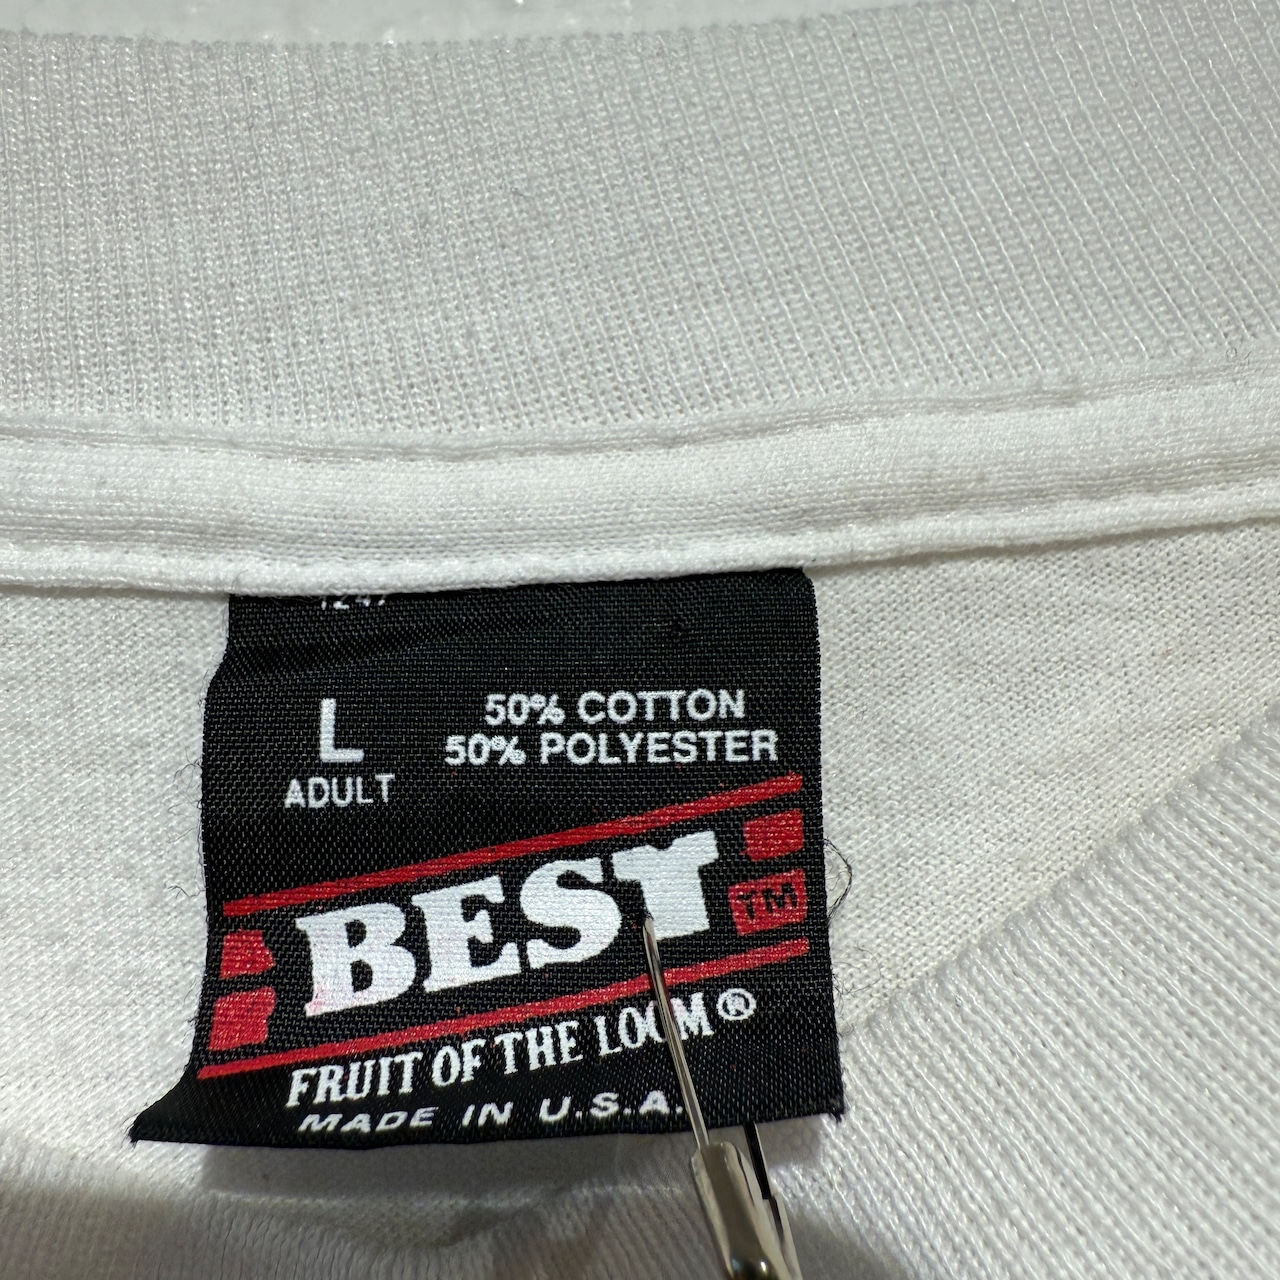 L
50% COTTON
50% POLYESTER
ADULT
BEST
TM
FRUIT OF THE LOOM®
MADE IN U.S.A.